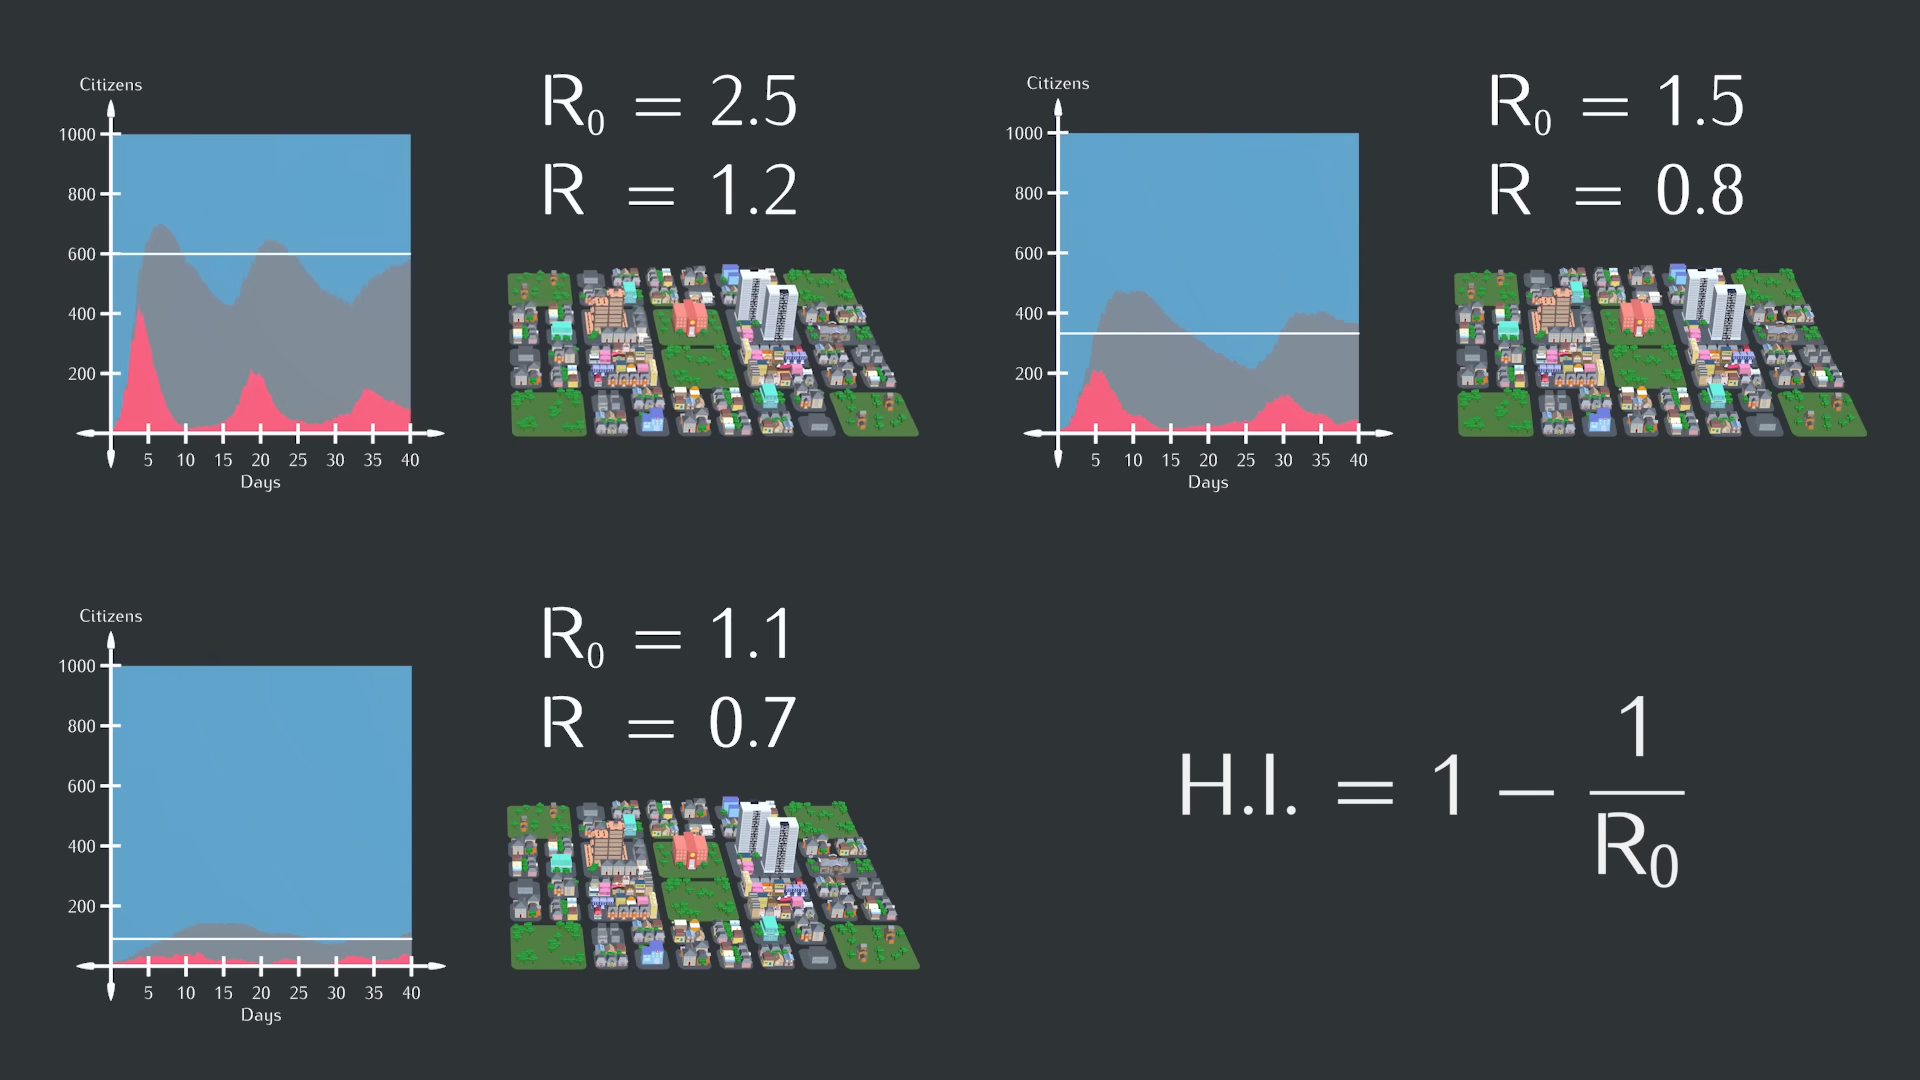 Citizens
1000
800
600
400
200
5 10 15 20 25 30 35 40
Days
R₀ = 2.5
R = 1.2
Citizens
1000
800
600
400
200
5 10 15 20 25 30 35 40
Days
R₀ = 1.5
R = 0.8
Citizens
1000
800
600
400
200
5 10 15 20 25 30 35 40
Days
R₀ = 1.1
R = 0.7
H.I. = 1 − 1/R₀